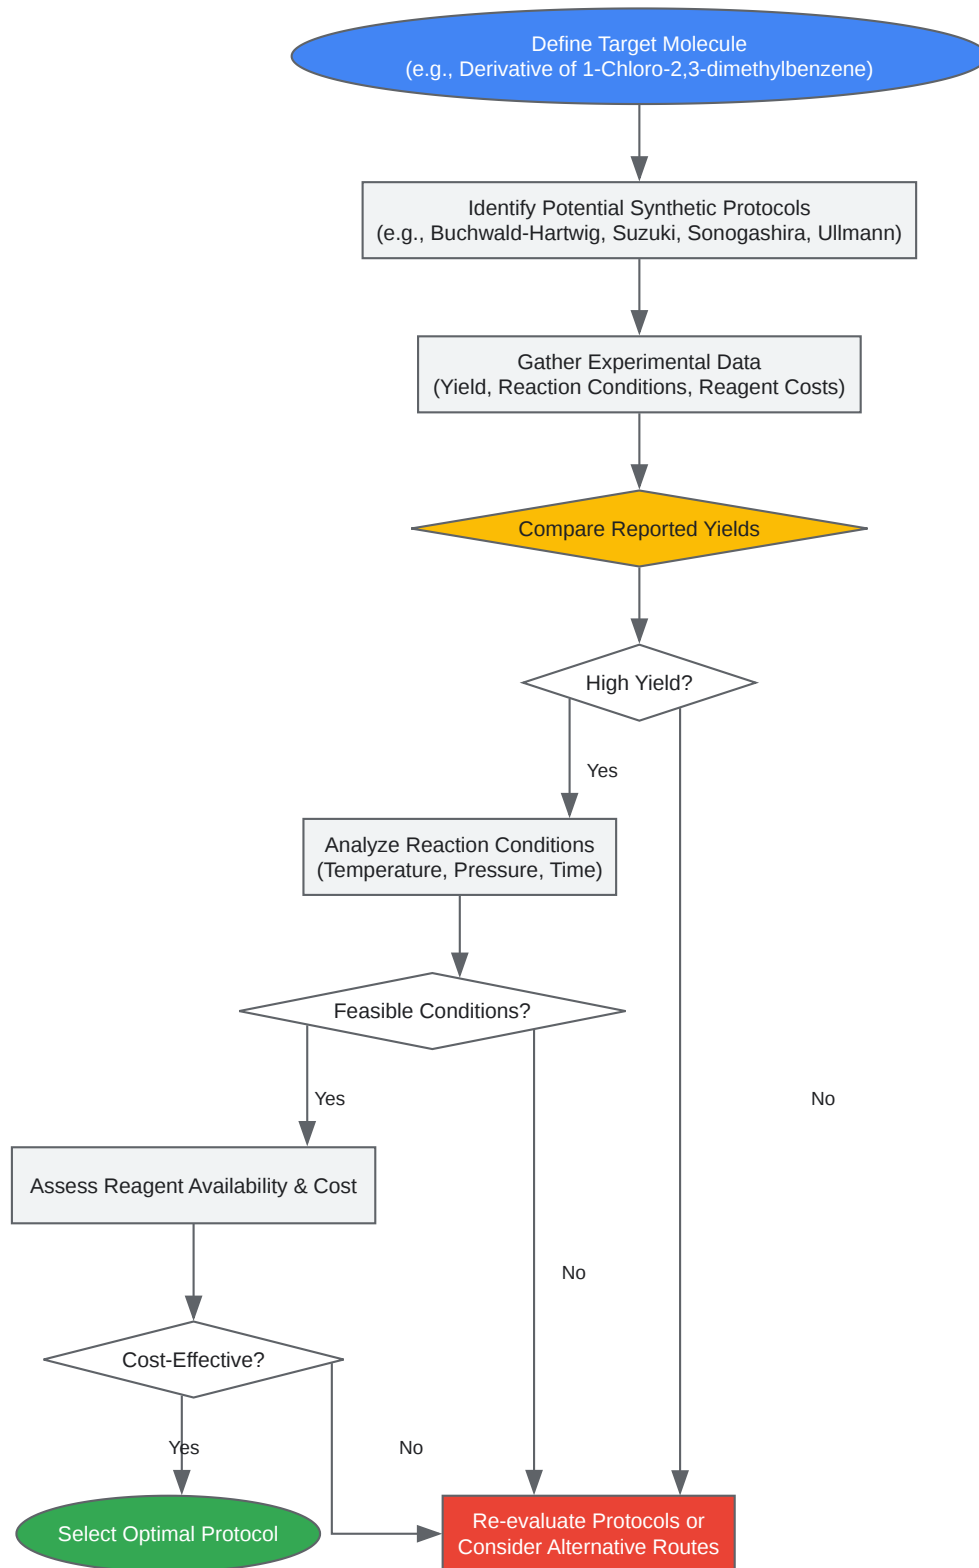 Define Target Molecule
(e.g., Derivative of 1-Chloro-2,3-dimethylbenzene)
Identify Potential Synthetic Protocols
(e.g., Buchwald-Hartwig, Suzuki, Sonogashira, Ullmann)
Gather Experimental Data
(Yield, Reaction Conditions, Reagent Costs)
Compare Reported Yields
High Yield?
Yes
Analyze Reaction Conditions
(Temperature, Pressure, Time)
Feasible Conditions?
Yes
No
Assess Reagent Availability & Cost
No
Cost-Effective?
Yes
No
Select Optimal Protocol
Re-evaluate Protocols or
Consider Alternative Routes